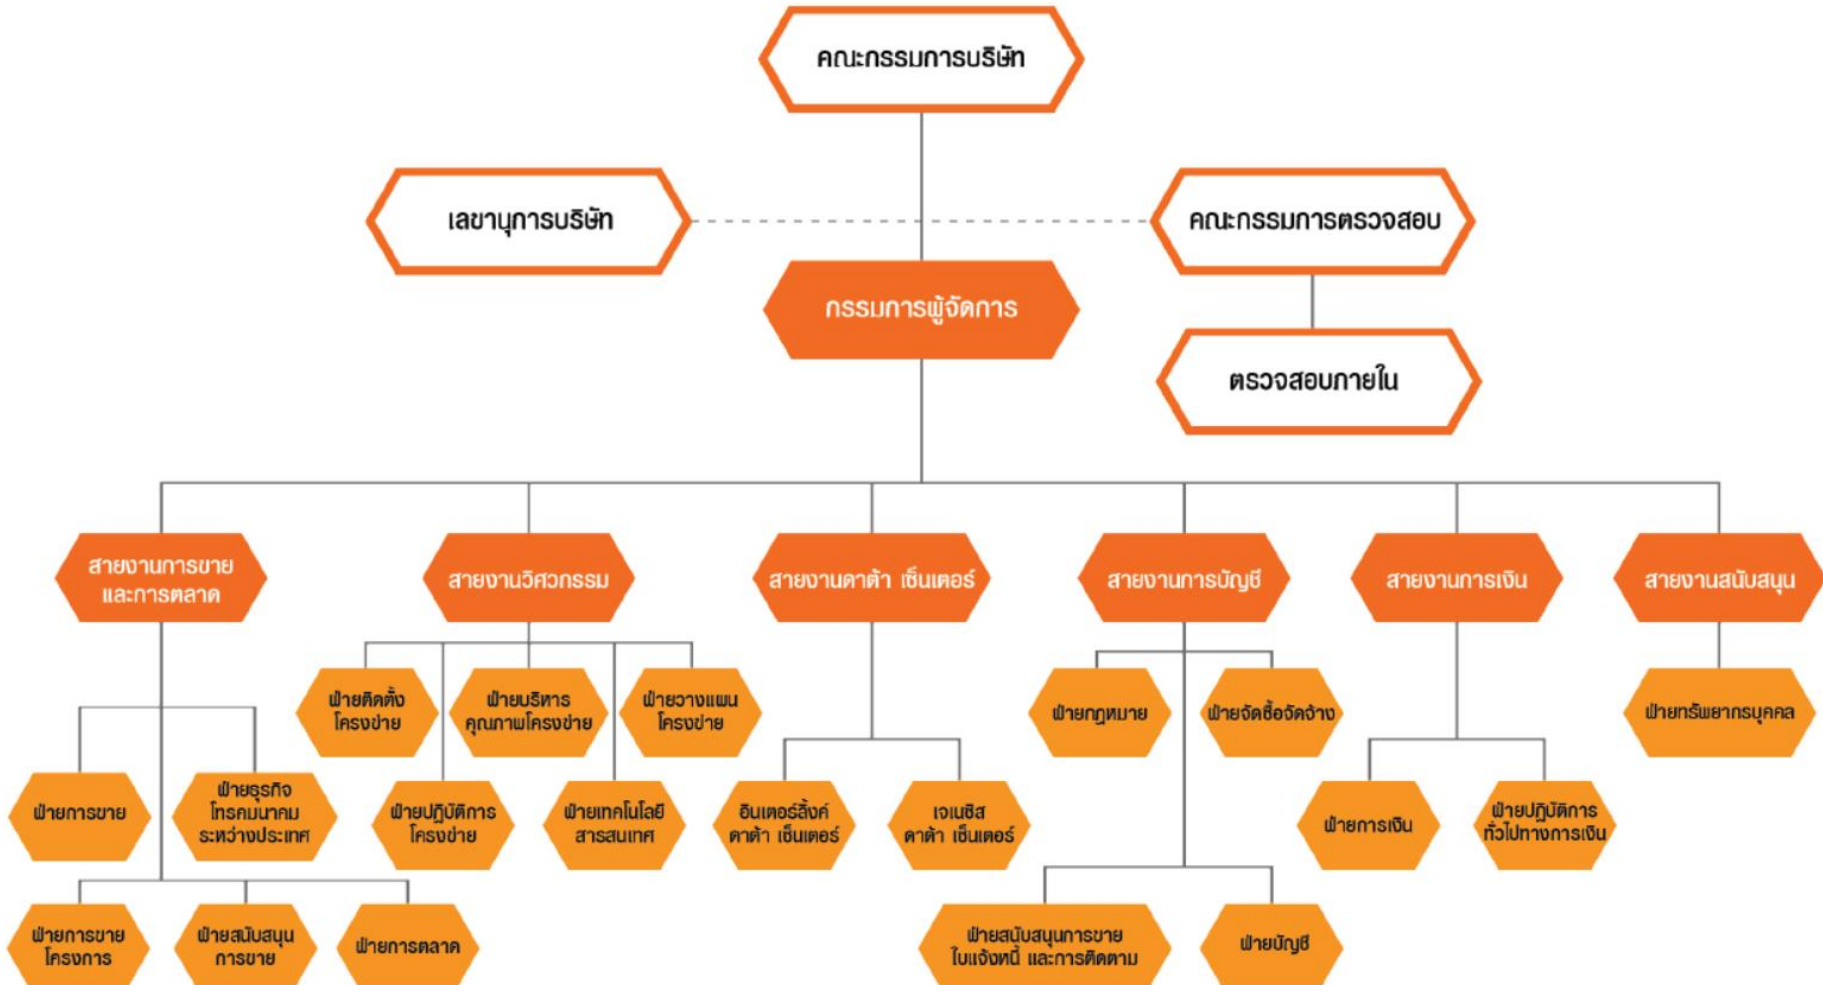 คณะกรรมการบริษัท
เลขานุการบริษัท
คณะกรรมการตรวจสอบ
กรรมการผู้จัดการ
ตรวจสอบภายใน
สายงานการขาย
และการตลาด
สายงานวิศวกรรม
สายงานดาต้า เซ็นเตอร์
สายงานการบัญชี
สายงานการเงิน
สายงานสนับสนุน
ฝ่ายติดตั้ง
โครงข่าย
ฝ่ายบริหาร
คุณภาพโครงข่าย
ฝ่ายวางแผน
โครงข่าย
ฝ่ายกฎหมาย
ฝ่ายจัดซื้อจัดจ้าง
ฝ่ายทรัพยากรบุคคล
ฝ่ายการขาย
ฝ่ายธุรกิจ
โทรคมนาคม
ระหว่างประเทศ
ฝ่ายปฏิบัติการ
โครงข่าย
ฝ่ายเทคโนโลยี
สารสนเทศ
อินเตอร์ลิ้งค์
ดาต้า เซ็นเตอร์
เจเนซิส
ดาต้า เซ็นเตอร์
ฝ่ายการเงิน
ฝ่ายปฏิบัติการ
ทั่วไปทางการเงิน
ฝ่ายการขาย
โครงการ
ฝ่ายสนับสนุน
การขาย
ฝ่ายการตลาด
ฝ่ายสนับสนุนการขาย
ใบแจ้งหนี้ และการติดตาม
ฝ่ายบัญชี